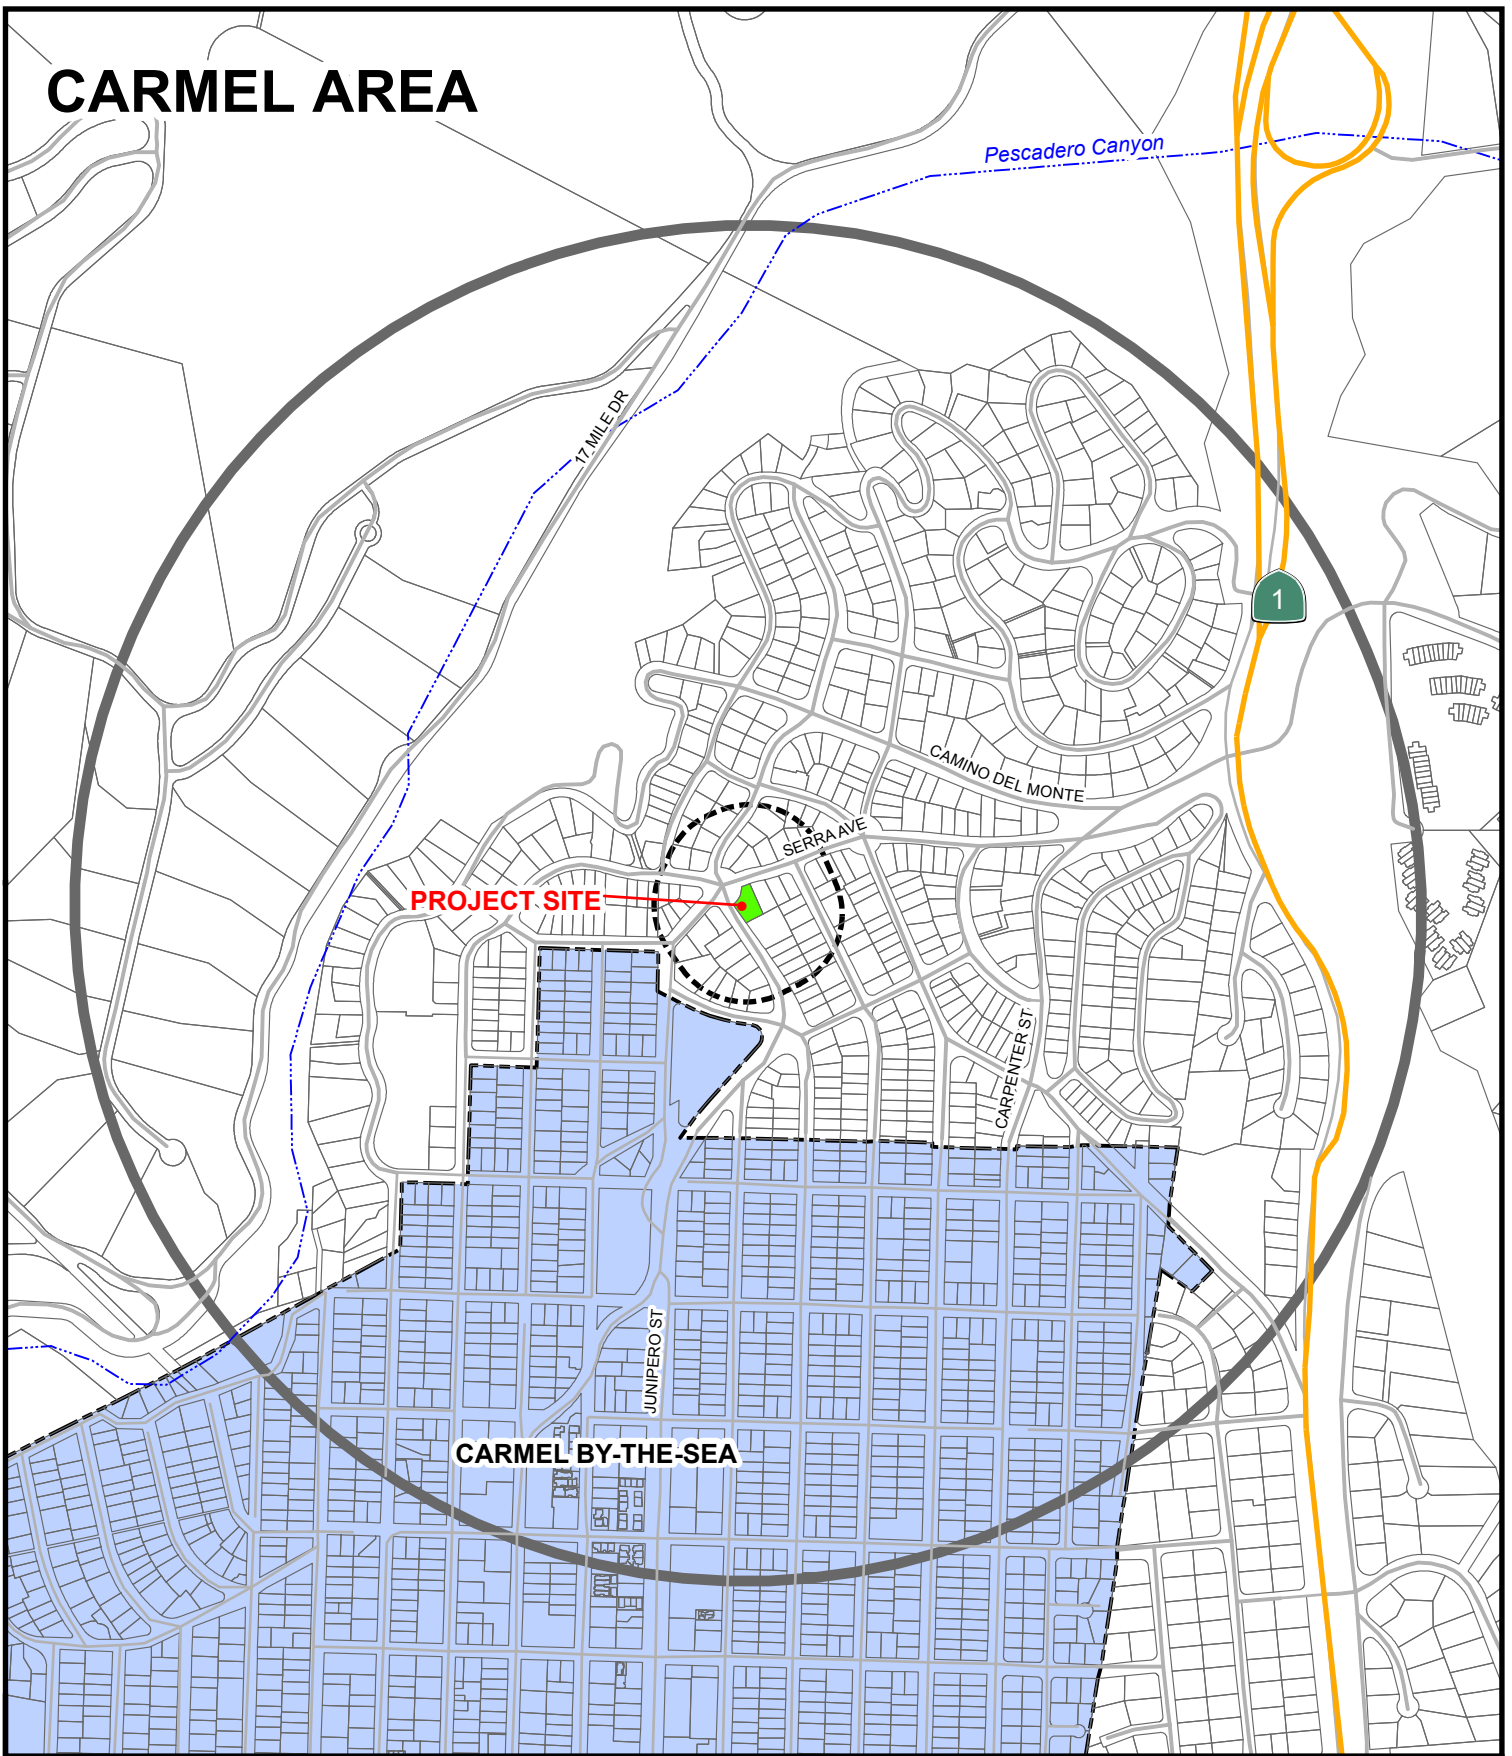 CARMEL AREA
Pescadero Canyon
17 MILE DR
1
CAMINO DEL MONTE
SERRA AVE
PROJECT SITE
CARPENTER ST
JUNIPERO ST
CARMEL BY-THE-SEA